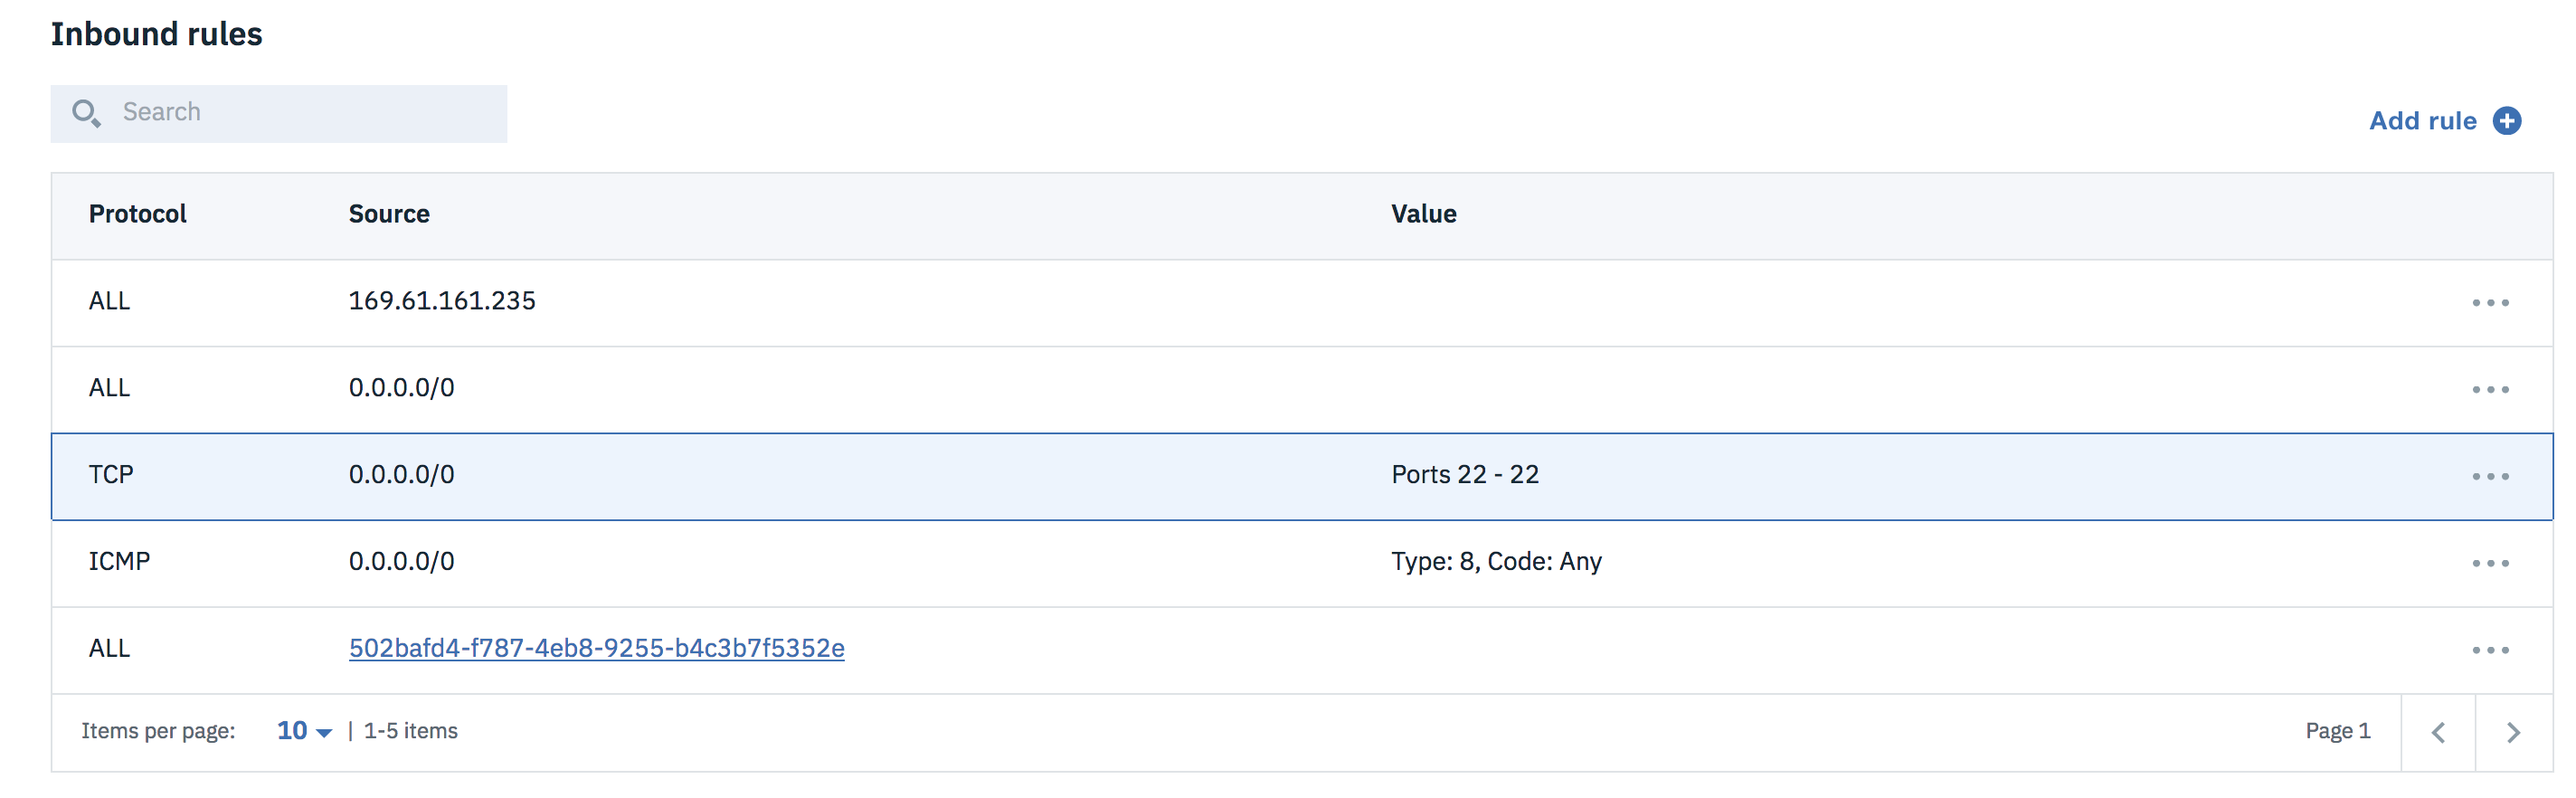 Inbound rules
Search
Add rule
Protocol Source Value
ALL 169.61.161.235
ALL 0.0.0.0/0
TCP 0.0.0.0/0 Ports 22 - 22
ICMP 0.0.0.0/0 Type: 8, Code: Any
ALL 502bafd4-f787-4eb8-9255-b4c3b7f5352e
Items per page: 10 | 1-5 items Page 1